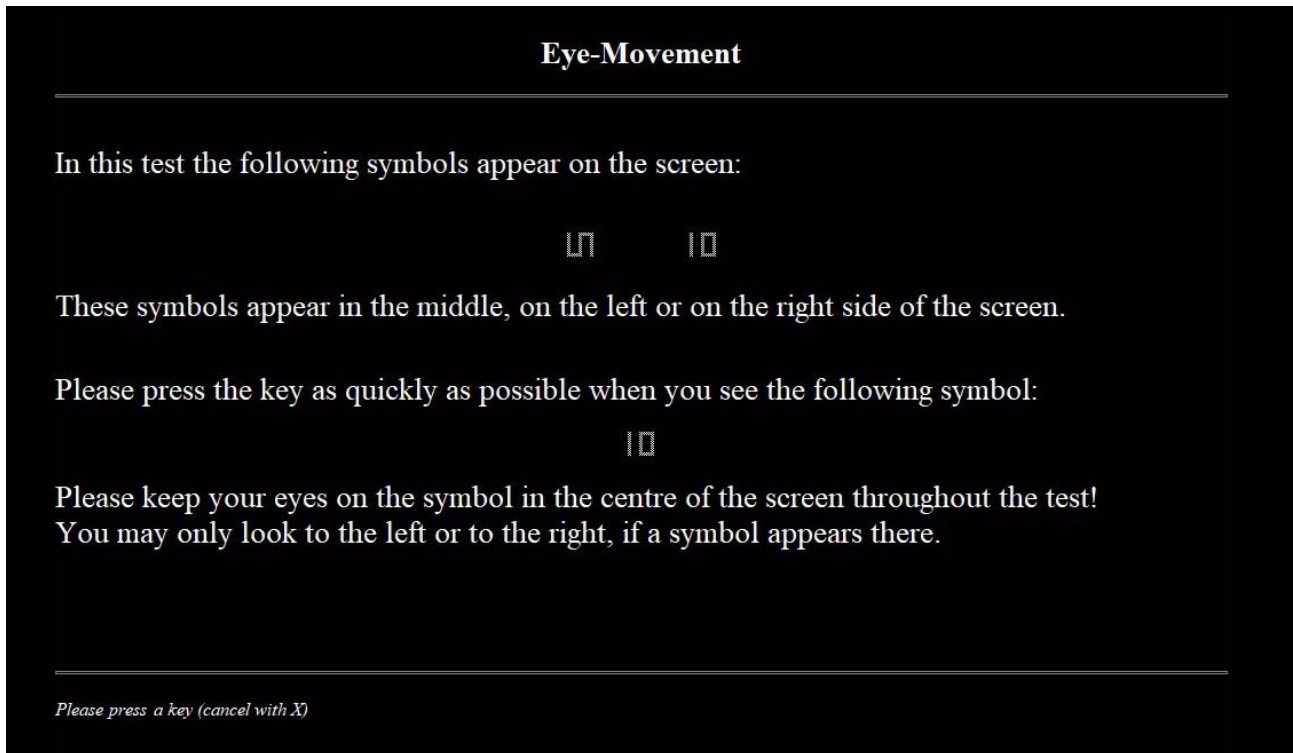 Eye-Movement
In this test the following symbols appear on the screen:
These symbols appear in the middle, on the left or on the right side of the screen.
Please press the key as quickly as possible when you see the following symbol:
Please keep your eyes on the symbol in the centre of the screen throughout the test!
You may only look to the left or to the right, if a symbol appears there.
Please press a key (cancel with X)